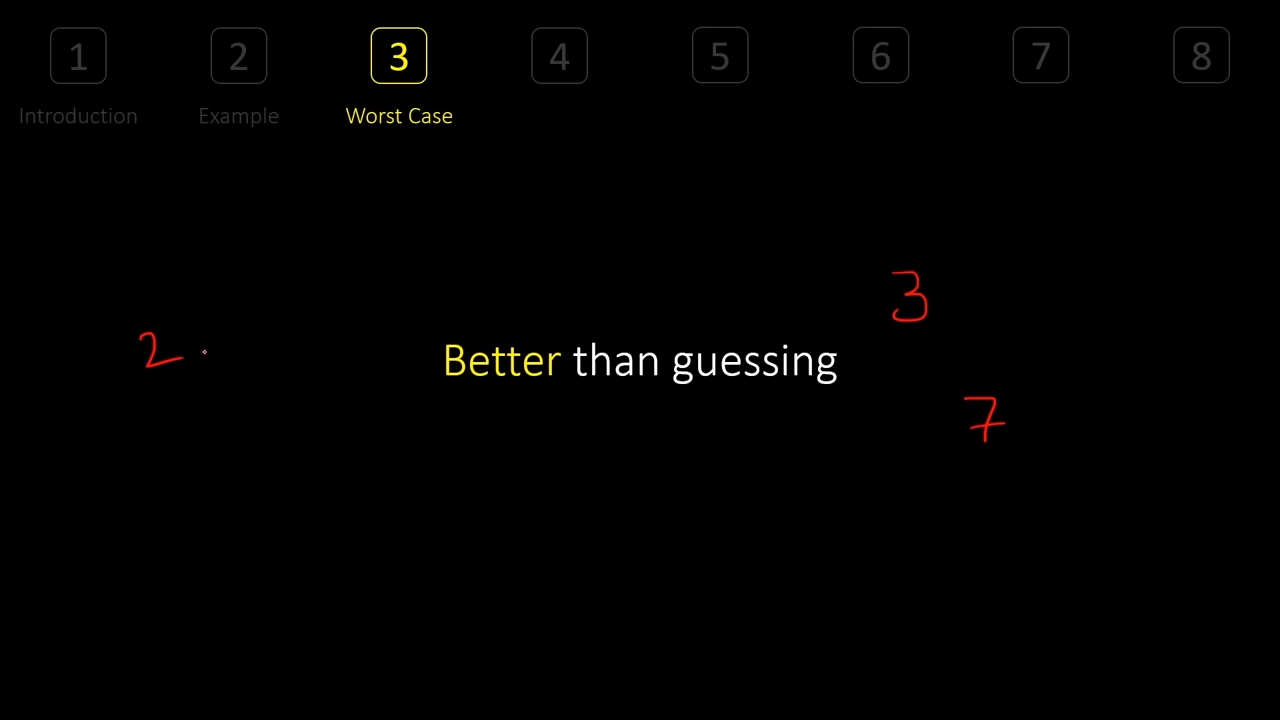 1 2 3 4 5 6 7 8
Introduction Example Worst Case
3
2
Better than guessing
7